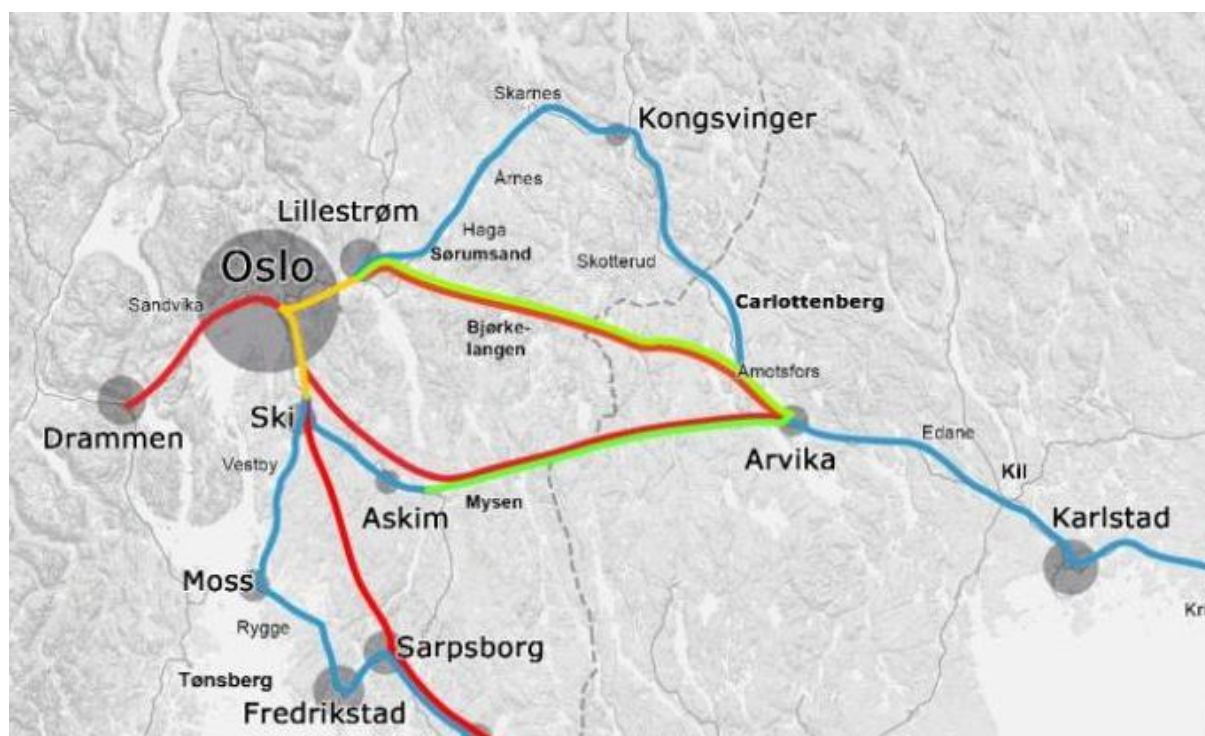 Skarnes
Kongsvinger
Årnes
Lillestrøm
Haga
Sørumsand
Skotterud
Oslo
Sandvika
Carlottenberg
Bjørke-
langen
Åmotsfors
Drammen
Ski
Vestby
Arvika
Edane
Kil
Mysen
Askim
Karlstad
Moss
Rygge
Kri
Sarpsborg
Tønsberg
Fredrikstad